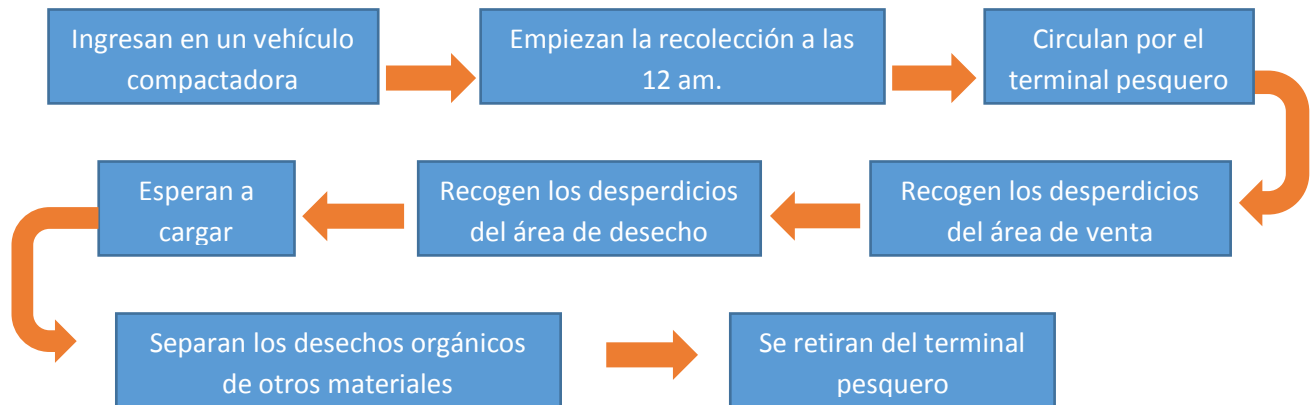 Ingresan en un vehículo
compactadora
Empiezan la recolección a las
12 am.
Circulan por el
terminal pesquero
Recogen los desperdicios
del área de venta
Recogen los desperdicios
del área de desecho
Esperan a
cargar
Separan los desechos orgánicos
de otros materiales
Se retiran del terminal
pesquero